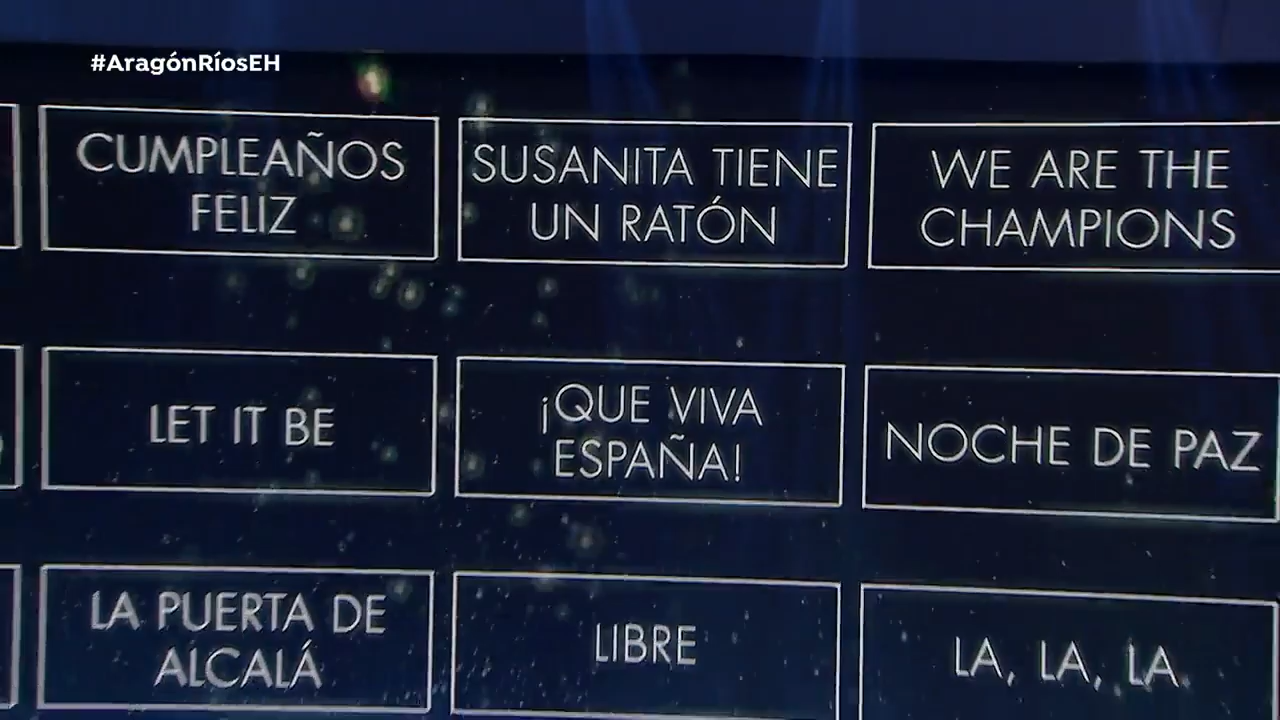 #AragónRíosEH
CUMPLEAÑOS
FELIZ
SUSANITA TIENE
UN RATÓN
WE ARE THE
CHAMPIONS
LET IT BE
¡QUE VIVA
ESPAÑA!
NOCHE DE PAZ
LA PUERTA DE
ALCALÁ
LIBRE
LA, LA, LA